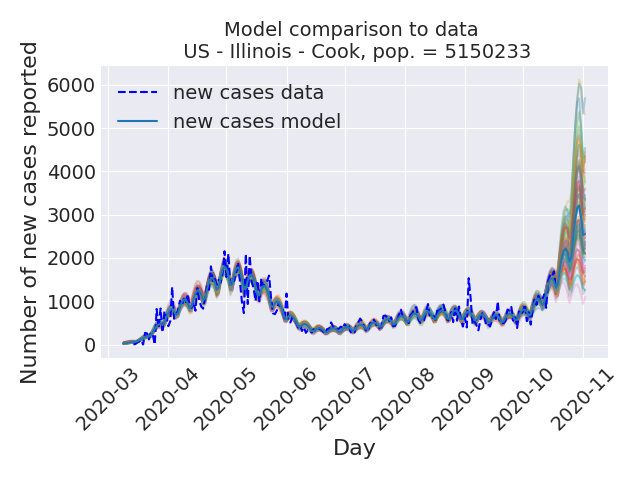 Model comparison to data
US - Illinois - Cook, pop. = 5150233
Number of new cases reported
6000
5000
4000
3000
2000
1000
0
new cases data
new cases model
2020-03
2020-04
2020-05
2020-06
2020-07
2020-08
2020-09
2020-10
2020-11
Day